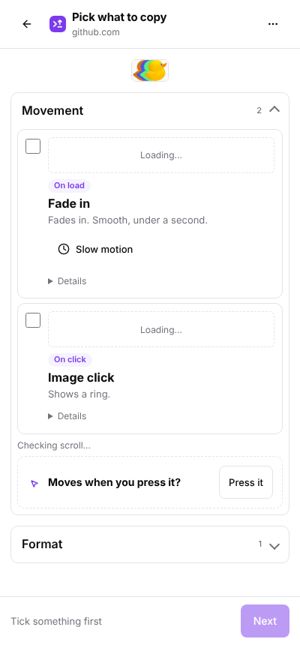 Pick what to copy
github.com
Movement
2
Loading...
On load
Fade in
Fades in. Smooth, under a second.
Slow motion
Details
Loading...
On click
Image click
Shows a ring.
Details
Checking scroll...
Moves when you press it?
Press it
Format
1
Tick something first
Next